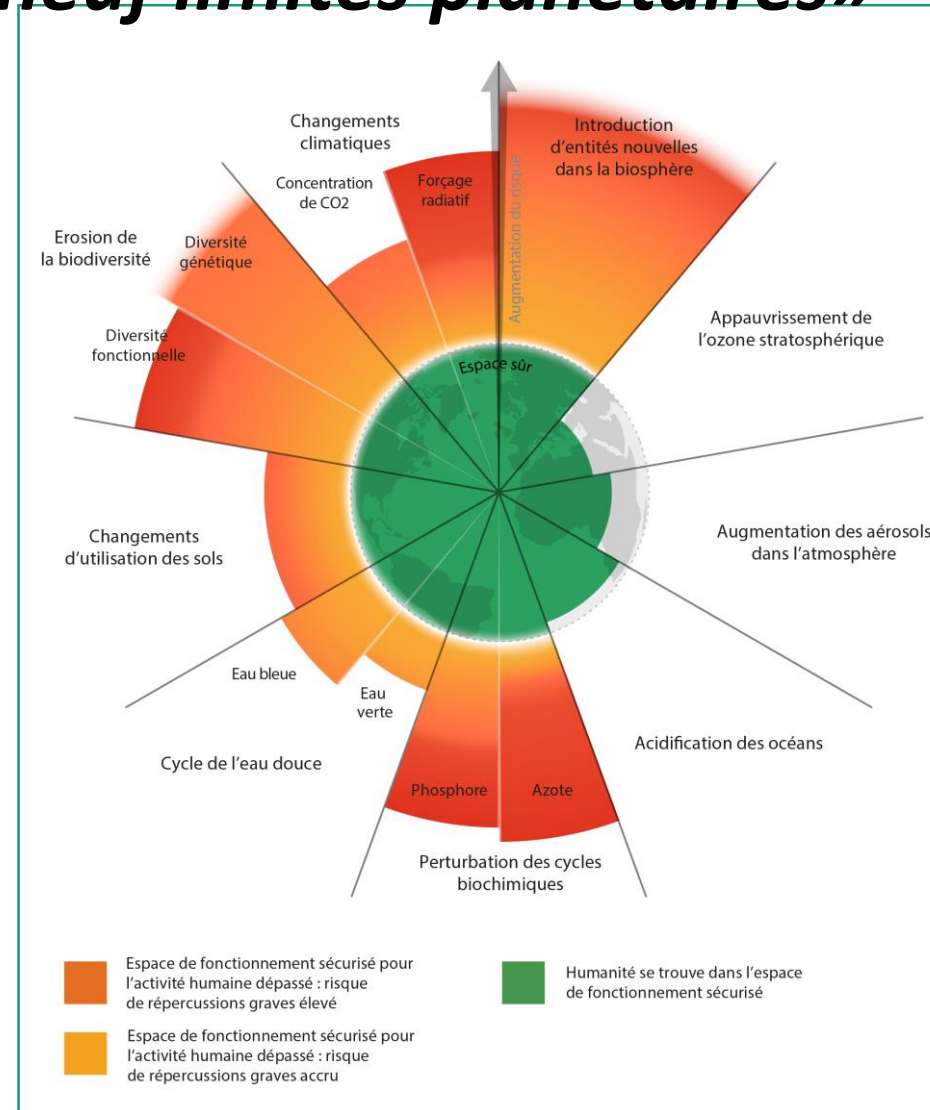 neuf limites planétaires»
Changements
climatiques
Concentration
de CO2
Forçage
radiatif
Augmentation du risque
Introduction
d’entités nouvelles
dans la biosphère
Erosion de
la biodiversité
Diversité
génétique
Diversité
fonctionnelle
Appauvrissement de
l’ozone stratosphérique
Espace sûr
Changements
d’utilisation des sols
Augmentation des aérosols
dans l’atmosphère
Eau bleue
Eau
verte
Cycle de l’eau douce
Acidification des océans
Phosphore
Azote
Perturbation des cycles
biochimiques
Espace de fonctionnement sécurisé pour
l’activité humaine dépassé : risque
de répercussions graves élevé
Espace de fonctionnement sécurisé pour
l’activité humaine dépassé : risque
de répercussions graves accru
Humanité se trouve dans l’espace
de fonctionnement sécurisé